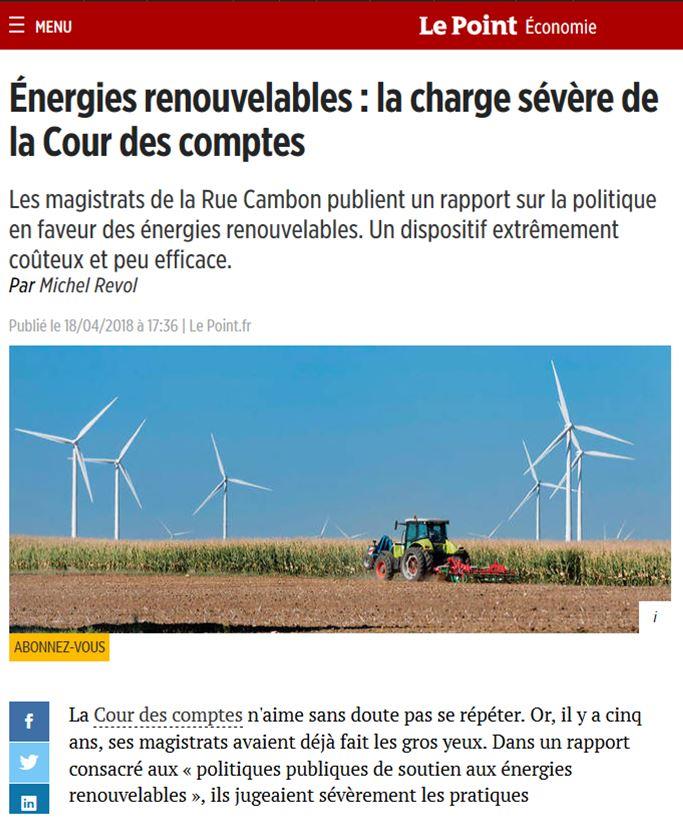 MENU
Le Point Économie
Énergies renouvelables : la charge sévère de
la Cour des comptes
Les magistrats de la Rue Cambon publient un rapport sur la politique
en faveur des énergies renouvelables. Un dispositif extrêmement
coûteux et peu efficace.
Par Michel Revol
Publié le 18/04/2018 à 17:36 | Le Point.fr
i
ABONNEZ-VOUS
La Cour des comptes n'aime sans doute pas se répéter. Or, il y a cinq
ans, ses magistrats avaient déjà fait les gros yeux. Dans un rapport
consacré aux « politiques publiques de soutien aux énergies
renouvelables », ils jugeaient sévèrement les pratiques